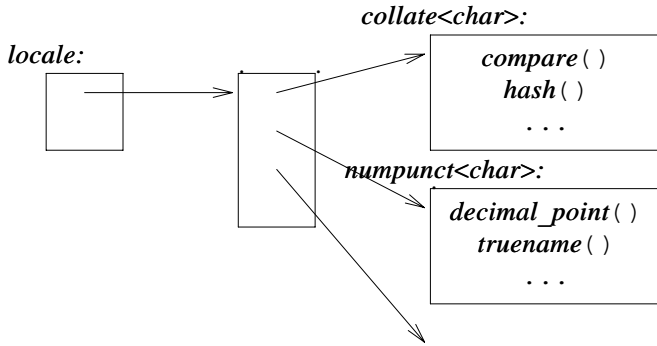 collate<char>:
locale:
compare()
hash()
. . .
numpunct<char>:
decimal_point()
truename()
. . .